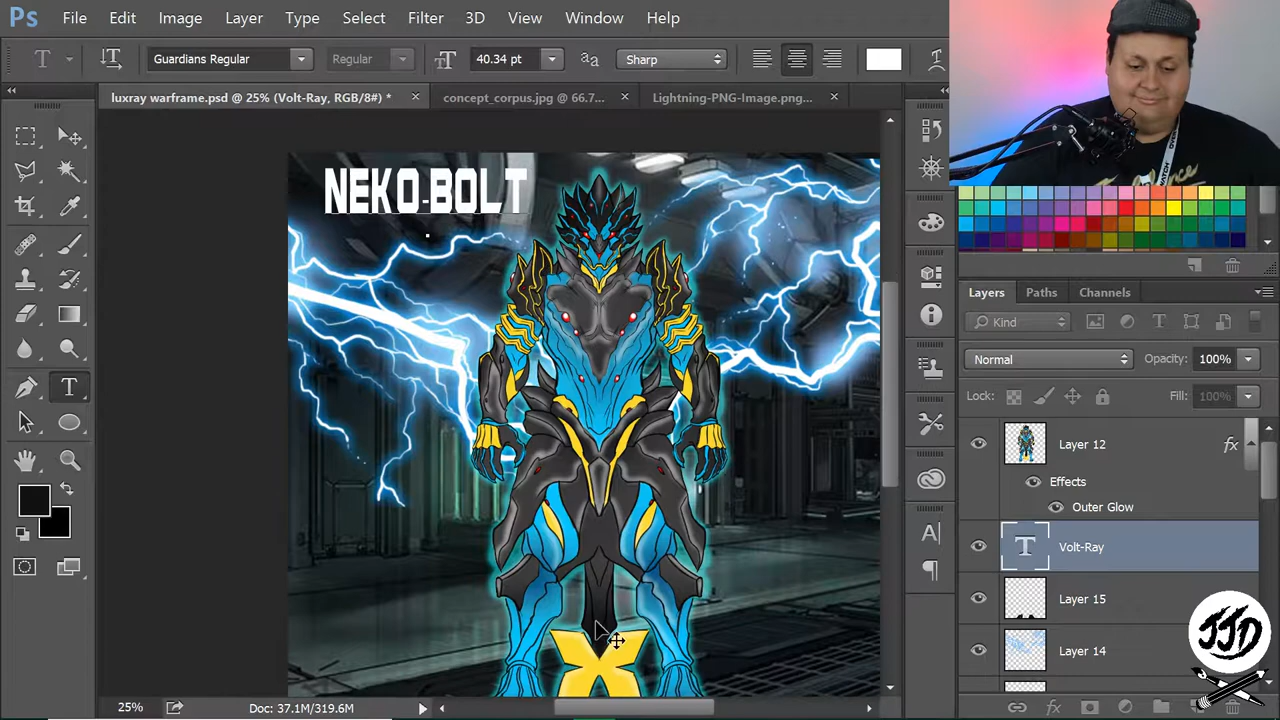 Ps File Edit Image Layer Type Select Filter 3D View Window Help
T Guardians Regular Regular 40.34 pt Sharp
luxray warframe.psd @ 25% (Volt-Ray, RGB/8#) * × concept_corpus.jpg @ 66.7... × Lightning-PNG-Image.png... ×
NEKO-BOLT
Layers Paths Channels
Kind
Normal Opacity: 100%
Lock: Fill: 100%
Layer 12 fx
Effects
Outer Glow
Volt-Ray
Layer 15
Layer 14
JJD
25% Doc: 37.1M/319.6M